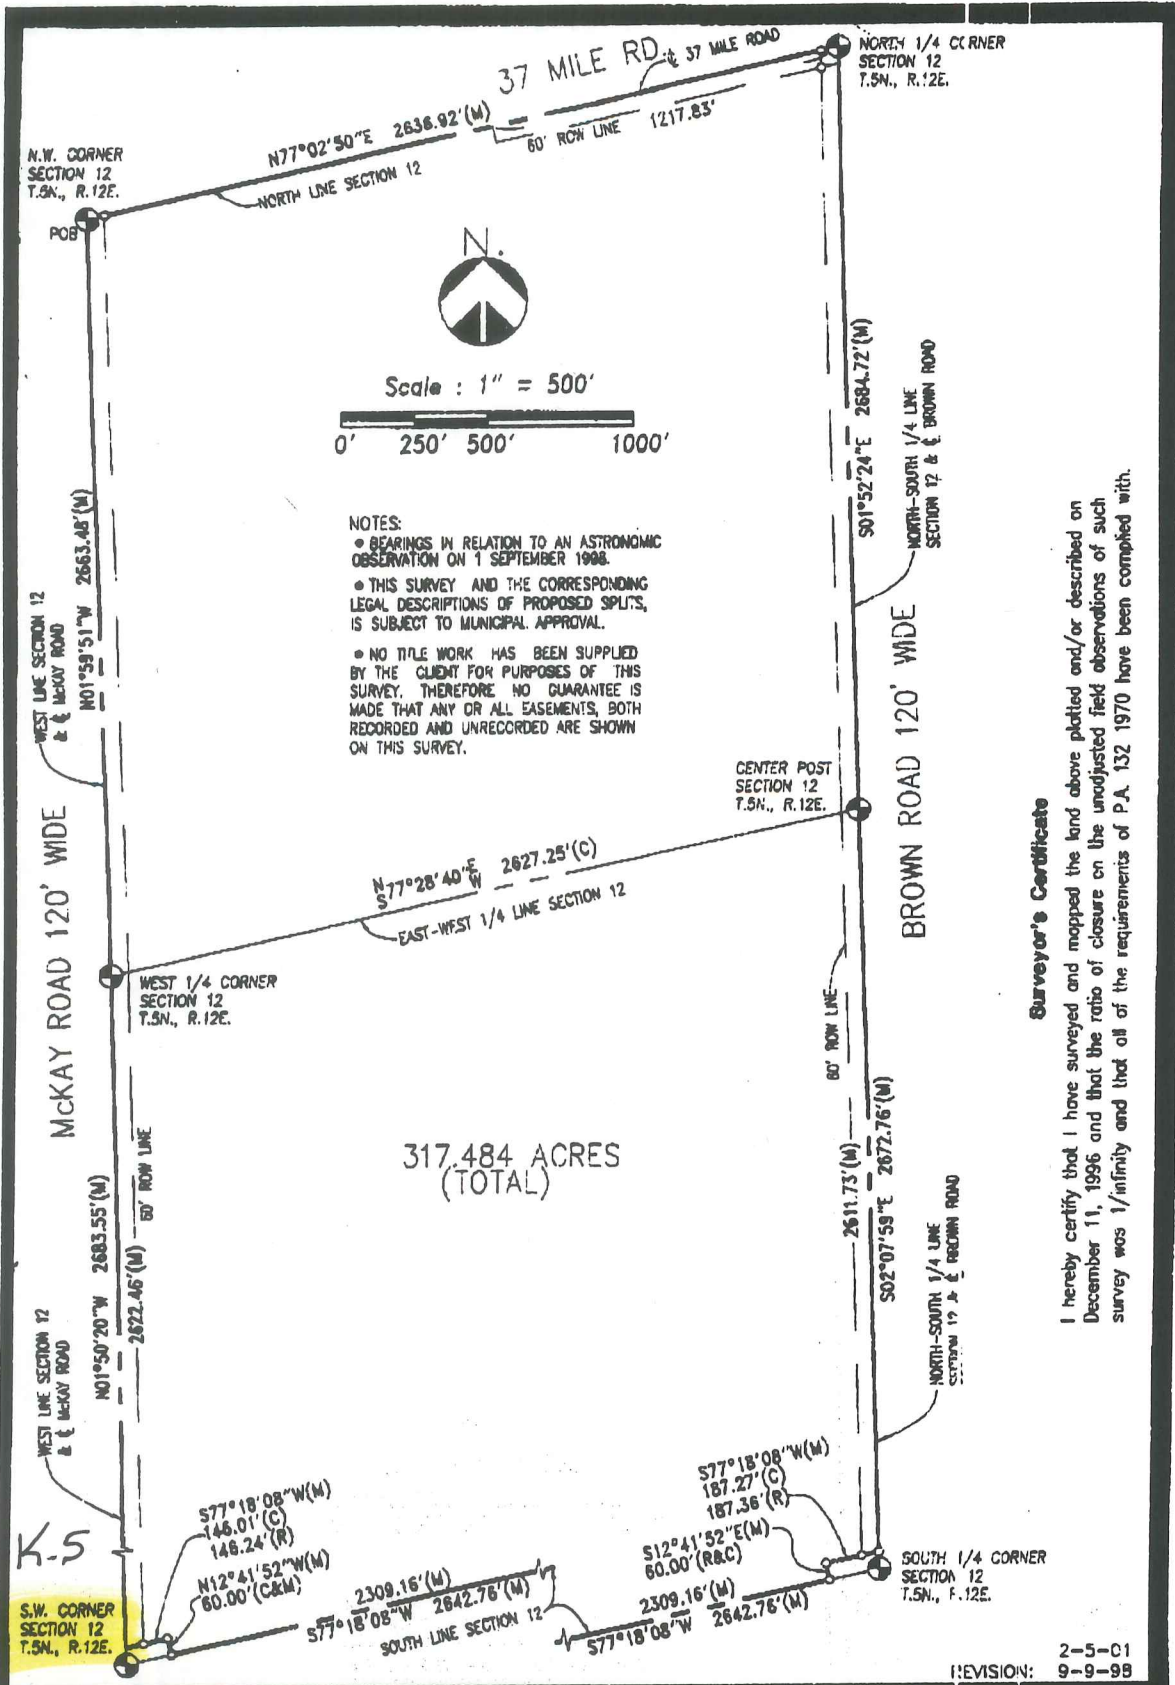 37 MILE RD.
℄ 37 MILE ROAD
NORTH 1/4 CORNER
SECTION 12
T.5N., R.12E.
N77°02'50"E 2636.92'(M)
60' ROW LINE 1217.83'
N.W. CORNER
SECTION 12
T.5N., R.12E.
POB
NORTH LINE SECTION 12
N.
Scale : 1" = 500'
0' 250' 500' 1000'
NOTES:
• BEARINGS IN RELATION TO AN ASTRONOMIC
OBSERVATION ON 1 SEPTEMBER 1998.
• THIS SURVEY AND THE CORRESPONDING
LEGAL DESCRIPTIONS OF PROPOSED SPLITS,
IS SUBJECT TO MUNICIPAL APPROVAL.
• NO TITLE WORK HAS BEEN SUPPLIED
BY THE CLIENT FOR PURPOSES OF THIS
SURVEY. THEREFORE NO GUARANTEE IS
MADE THAT ANY OR ALL EASEMENTS, BOTH
RECORDED AND UNRECORDED ARE SHOWN
ON THIS SURVEY.
S01°52'24"E 2684.72'(M)
NORTH-SOUTH 1/4 LINE
SECTION 12 & ℄ BROWN ROAD
BROWN ROAD 120' WIDE
WEST LINE SECTION 12
& ℄ McKAY ROAD
N01°59'51"W 2663.48'(M)
McKAY ROAD 120' WIDE
CENTER POST
SECTION 12
T.5N., R.12E.
N
S77°28'40"E
W 2627.25'(C)
EAST-WEST 1/4 LINE SECTION 12
WEST 1/4 CORNER
SECTION 12
T.5N., R.12E.
60' ROW LINE
317.484 ACRES
(TOTAL)
60' ROW LINE
N01°50'20"W 2683.55'(M)
2622.46'(M)
WEST LINE SECTION 12
& ℄ McKAY ROAD
2611.73'(M)
S02°07'59"E 2672.76'(M)
NORTH-SOUTH 1/4 LINE
SECTION 12 & ℄ BROWN ROAD
Surveyor's Certificate
I hereby certify that I have surveyed and mapped the land above plotted and/or described on
December 11, 1996 and that the ratio of closure on the unadjusted field observations of such
survey was 1/infinity and that all of the requirements of P.A. 132 1970 have been complied with.
K-5
S77°18'08"W(M)
146.01'(C)
146.24'(R)
N12°41'52"W(M)
60.00'(C&M)
S.W. CORNER
SECTION 12
T.5N., R.12E.
2309.16'(M)
S77°18'08"W 2642.76'(M)
SOUTH LINE SECTION 12
S77°18'08"W(M)
187.27'(C)
187.36'(R)
S12°41'52"E(M)
60.00'(R&C)
2309.16'(M)
S77°18'08"W 2642.76'(M)
SOUTH 1/4 CORNER
SECTION 12
T.5N., R.12E.
2-5-01
REVISION: 9-9-98